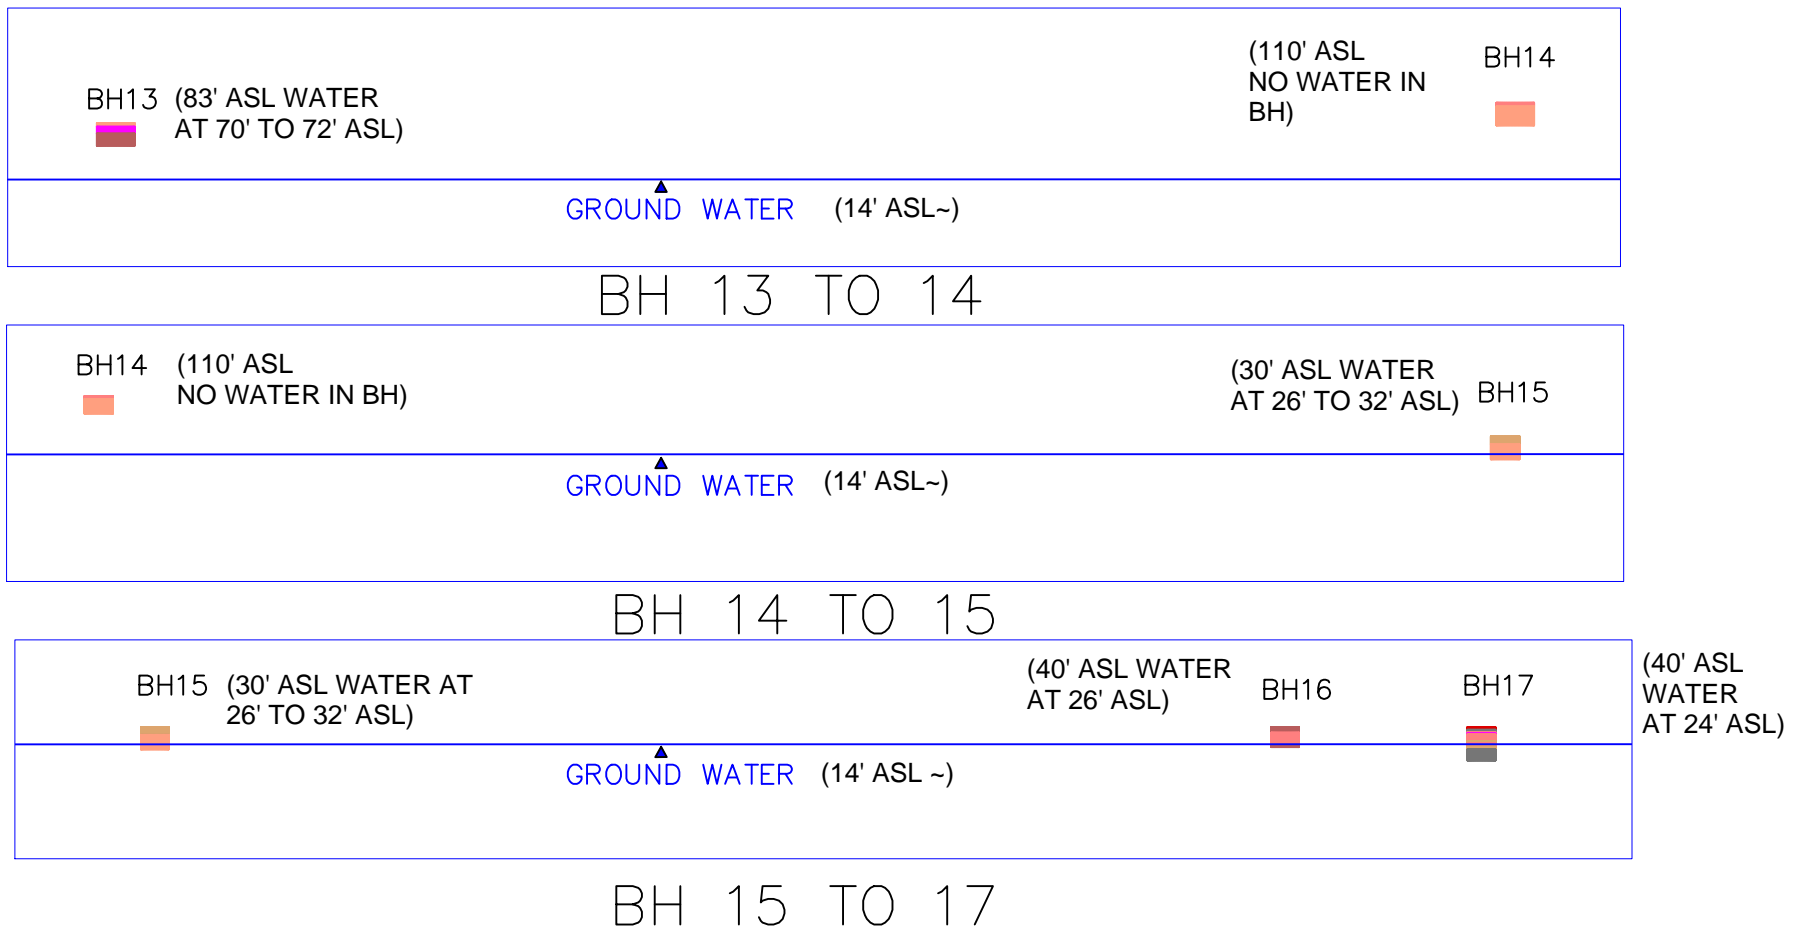 BH13 (83' ASL WATER
AT 70' TO 72' ASL)
(110' ASL
NO WATER IN
BH)
BH14
GROUND WATER (14' ASL~)
BH 13 TO 14
BH14 (110' ASL
NO WATER IN BH)
(30' ASL WATER
AT 26' TO 32' ASL)
BH15
GROUND WATER (14' ASL~)
BH 14 TO 15
BH15 (30' ASL WATER AT
26' TO 32' ASL)
(40' ASL WATER
AT 26' ASL)
BH16
BH17
(40' ASL
WATER
AT 24' ASL)
GROUND WATER (14' ASL ~)
BH 15 TO 17